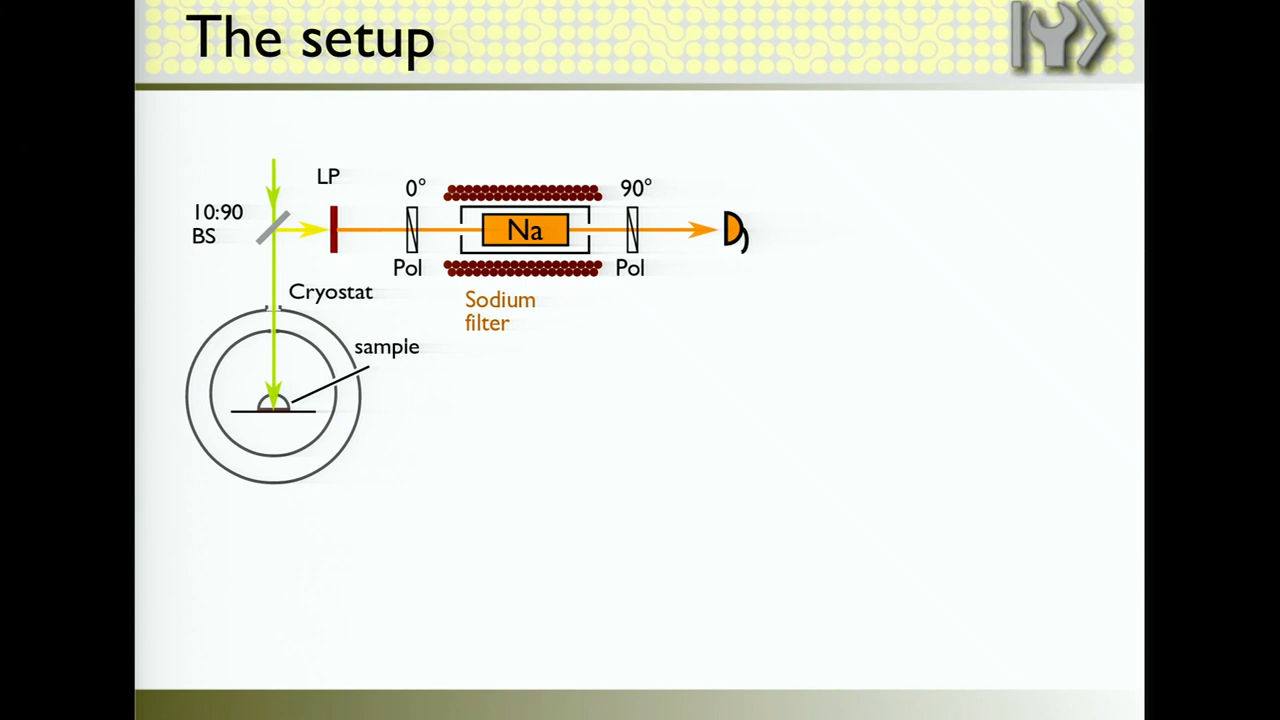 The setup
LP
0°
90°
10:90
BS
Na
Pol
Pol
Cryostat
Sodium
filter
sample